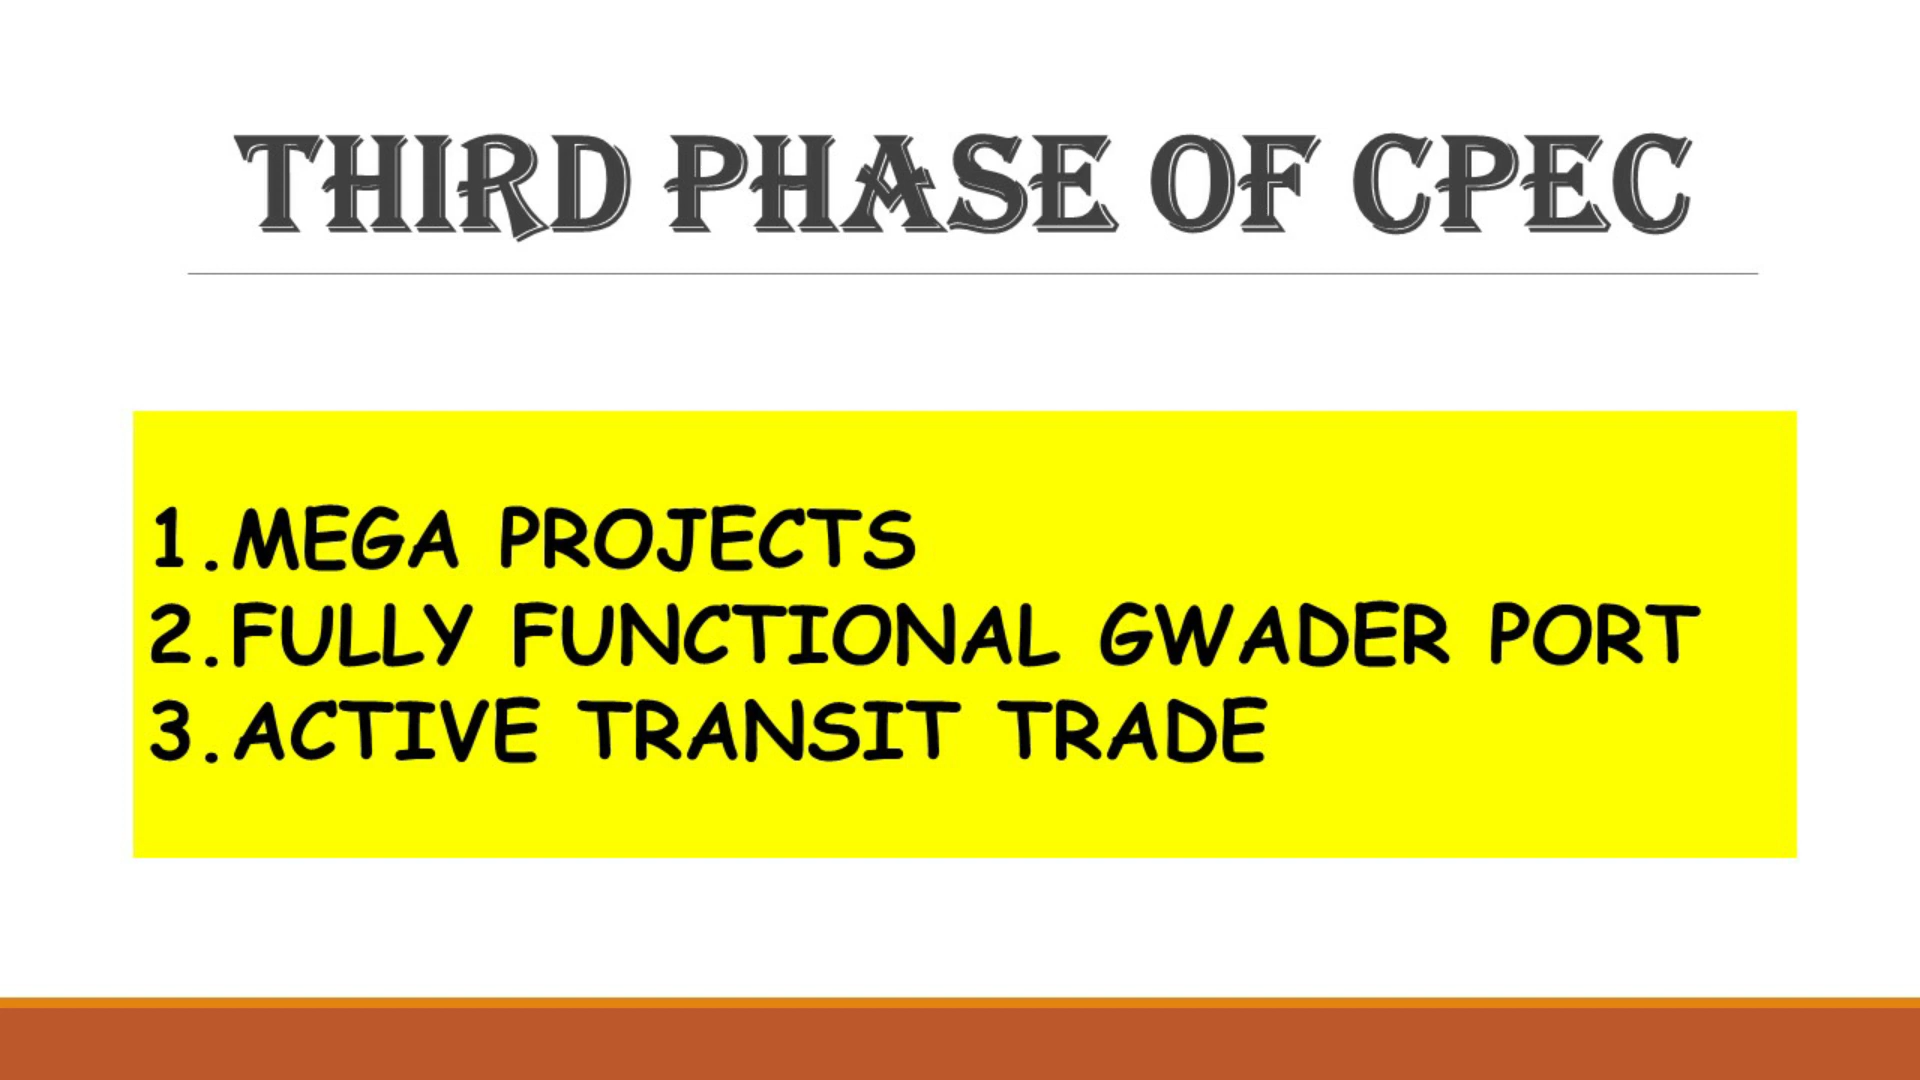 THIRD PHASE OF CPEC
1.MEGA PROJECTS
2.FULLY FUNCTIONAL GWADER PORT
3.ACTIVE TRANSIT TRADE